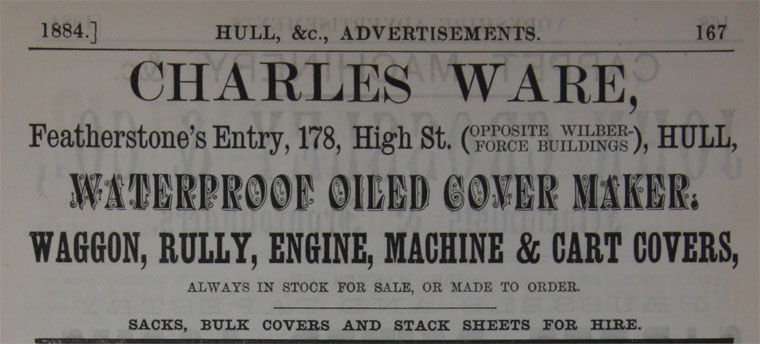 1884.] HULL, &c., ADVERTISEMENTS. 167
CHARLES WARE,
Featherstone's Entry, 178, High St. (OPPOSITE WILBER-FORCE BUILDINGS), HULL,
WATERPROOF OILED COVER MAKER.
WAGGON, RULLY, ENGINE, MACHINE & CART COVERS,
ALWAYS IN STOCK FOR SALE, OR MADE TO ORDER.
SACKS, BULK COVERS AND STACK SHEETS FOR HIRE.